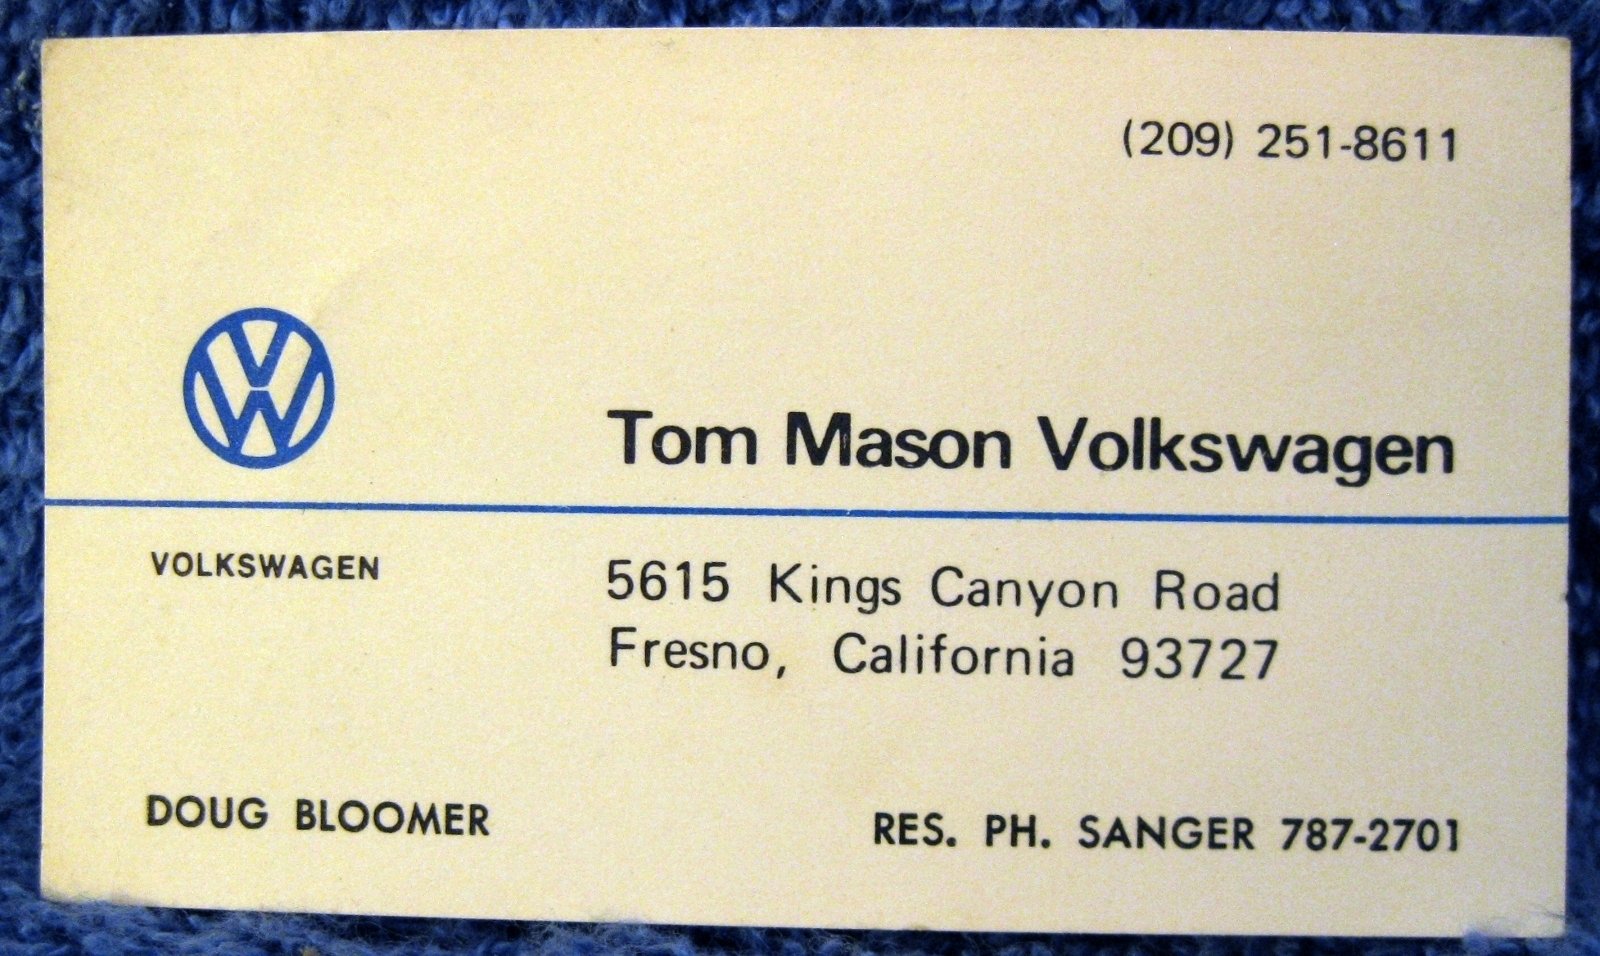 (209) 251-8611
Tom Mason Volkswagen
VOLKSWAGEN
5615 Kings Canyon Road
Fresno, California 93727
DOUG BLOOMER
RES. PH. SANGER 787-2701